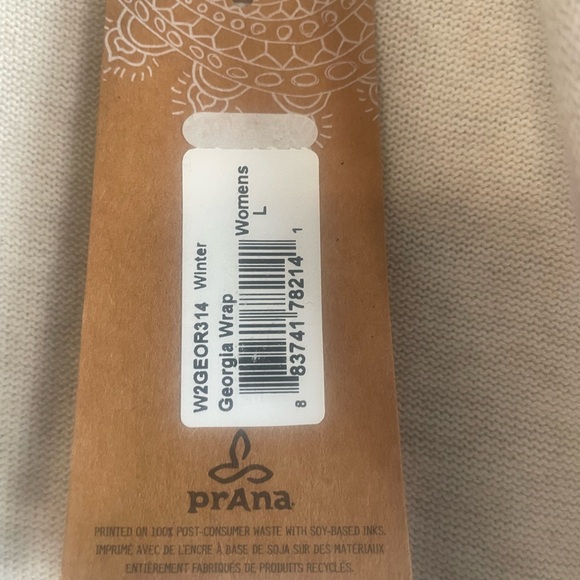 W2GEOR314 Winter
Georgia Wrap
Womens
L
8 83741 78214 1
prAna
PRINTED ON 100% POST-CONSUMER WASTE WITH SOY-BASED INKS.
IMPRIMÉ AVEC DE L'ENCRE À BASE DE SOJA SUR DES MATERIAUX
ENTIÈREMENT FABRIQUÉS DE PRODUITS RECYCLÉS.